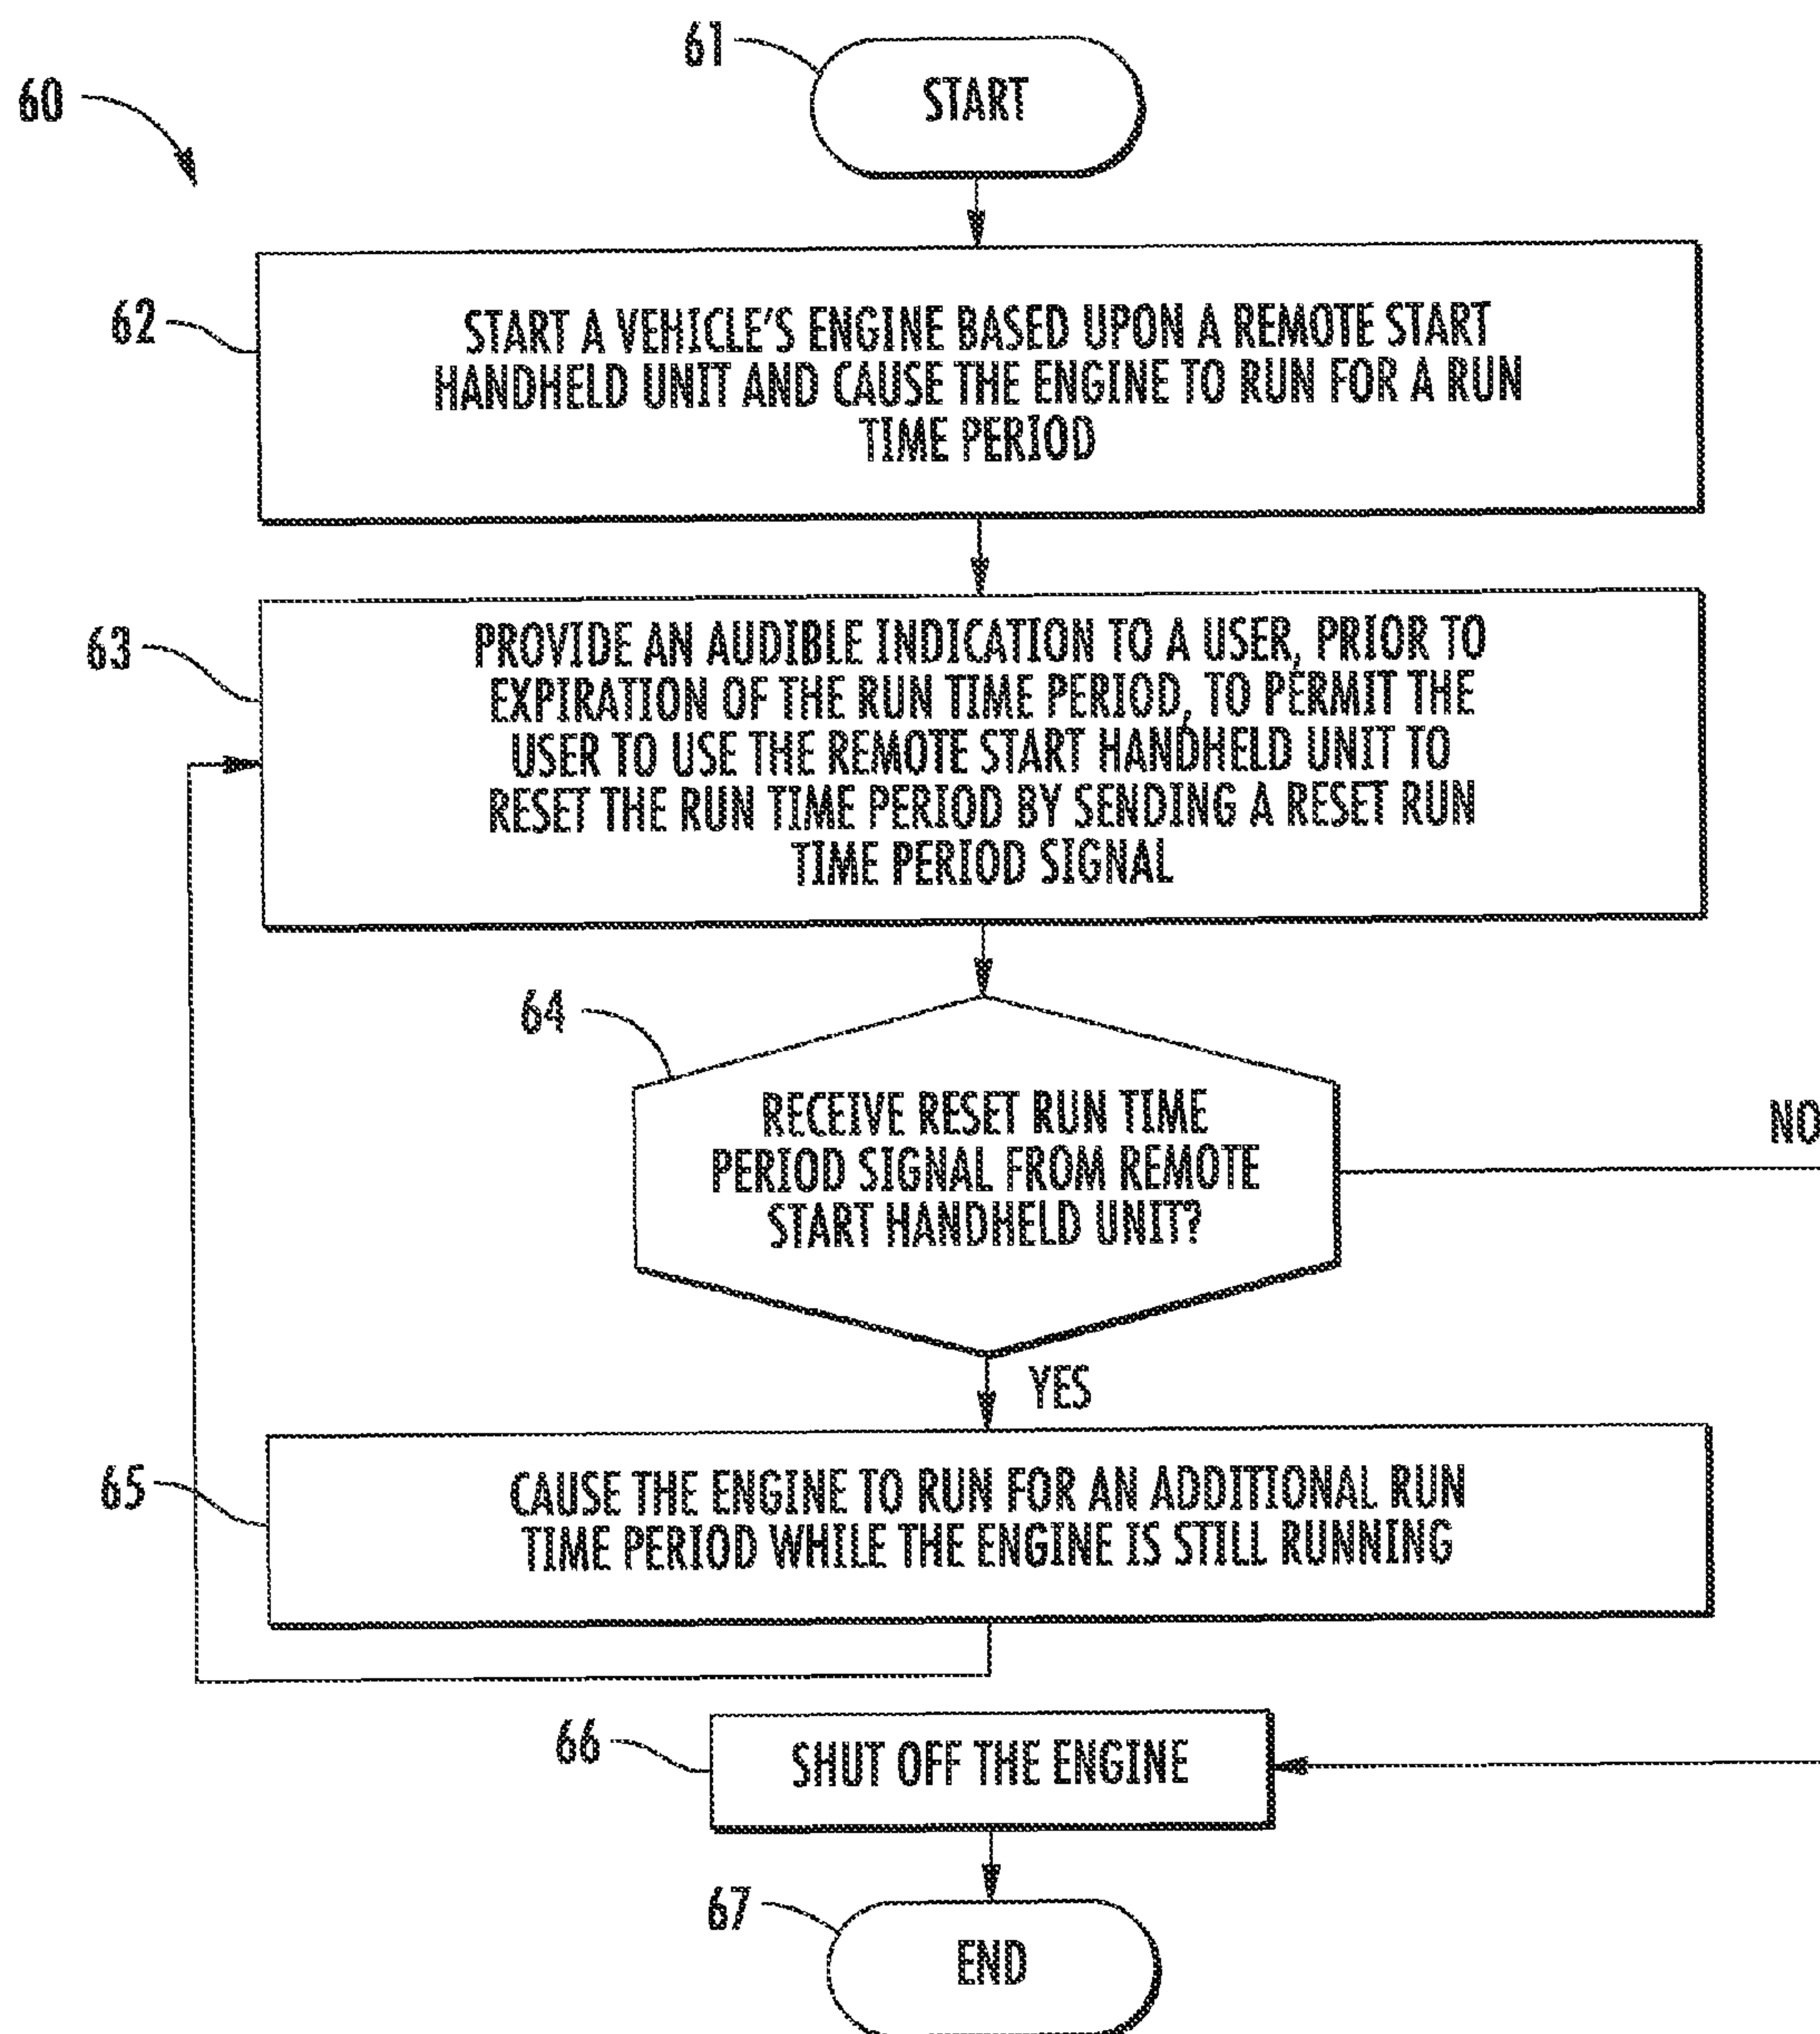 61
START
60
62
START A VEHICLE'S ENGINE BASED UPON A REMOTE START
HANDHELD UNIT AND CAUSE THE ENGINE TO RUN FOR A RUN
TIME PERIOD
63
PROVIDE AN AUDIBLE INDICATION TO A USER, PRIOR TO
EXPIRATION OF THE RUN TIME PERIOD, TO PERMIT THE
USER TO USE THE REMOTE START HANDHELD UNIT TO
RESET THE RUN TIME PERIOD BY SENDING A RESET RUN
TIME PERIOD SIGNAL
64
RECEIVE RESET RUN TIME
PERIOD SIGNAL FROM REMOTE
START HANDHELD UNIT?
NO
YES
65
CAUSE THE ENGINE TO RUN FOR AN ADDITIONAL RUN
TIME PERIOD WHILE THE ENGINE IS STILL RUNNING
66
SHUT OFF THE ENGINE
67
END